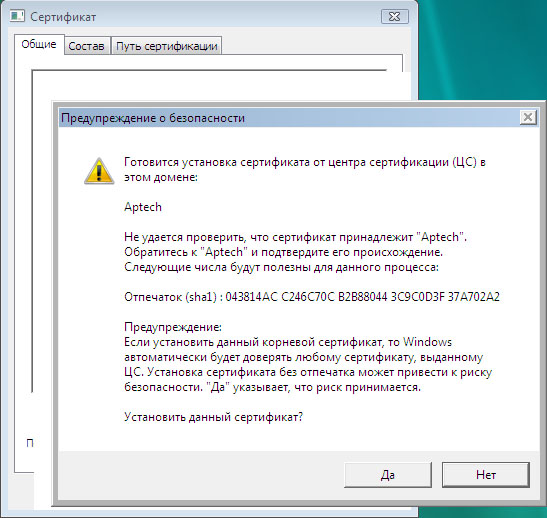 Сертификат
Общие Состав Путь сертификации
Предупреждение о безопасности
Готовится установка сертификата от центра сертификации (ЦС) в
этом домене:
Aptech
Не удается проверить, что сертификат принадлежит "Aptech".
Обратитесь к "Aptech" и подтвердите его происхождение.
Следующие числа будут полезны для данного процесса:
Отпечаток (sha1) : 043814AC C246C70C B2B88044 3C9C0D3F 37A702A2
Предупреждение:
Если установить данный корневой сертификат, то Windows
автоматически будет доверять любому сертификату, выданному
ЦС. Установка сертификата без отпечатка может привести к риску
безопасности. "Да" указывает, что риск принимается.
Установить данный сертификат?
П
Да Нет